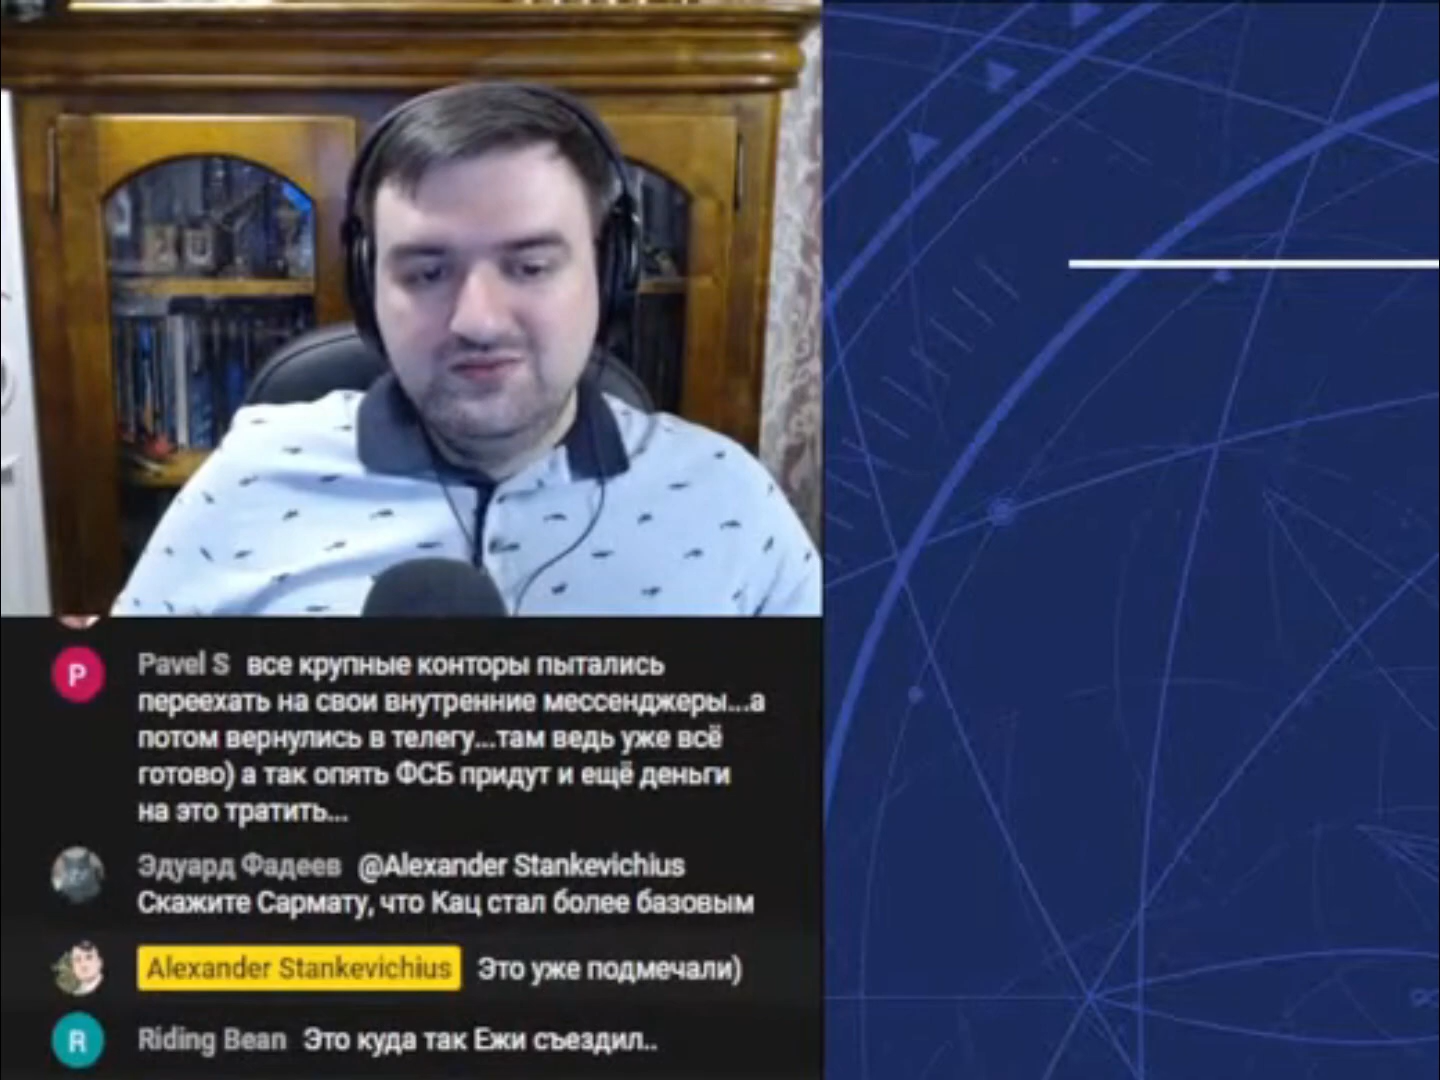 P
Pavel S все крупные конторы пытались
переехать на свои внутренние мессенджеры...а
потом вернулись в телегу...там ведь уже всё
готово) а так опять ФСБ придут и ещё деньги
на это тратить...
Эдуард Фадеев @Alexander Stankevichius
Скажите Сармату, что Кац стал более базовым
Alexander Stankevichius Это уже подмечали)
R
Riding Bean Это куда так Ежи съездил..